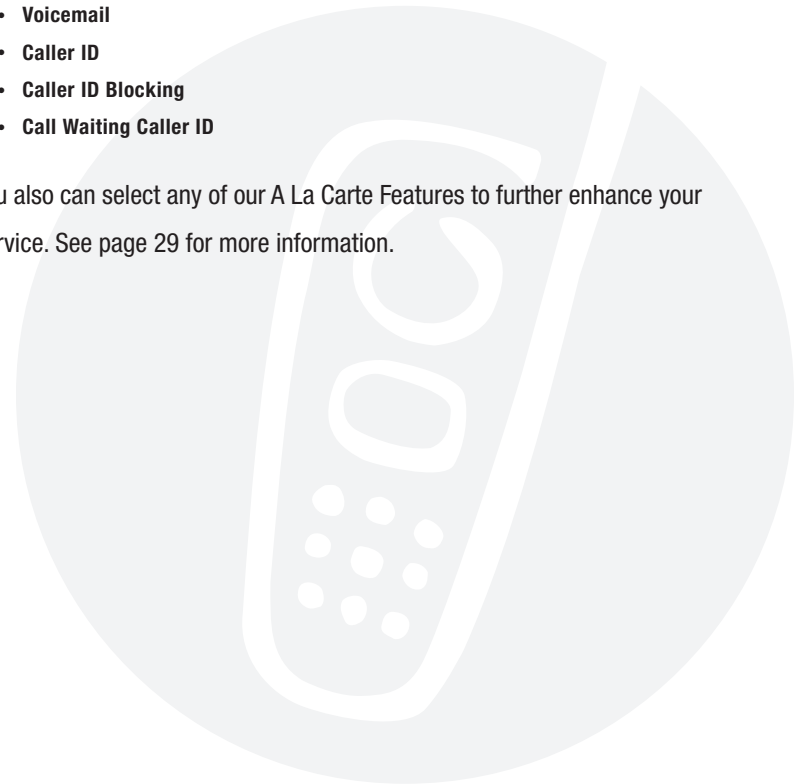 • Voicemail
• Caller ID
• Caller ID Blocking
• Call Waiting Caller ID
u also can select any of our A La Carte Features to further enhance your
rvice. See page 29 for more information.